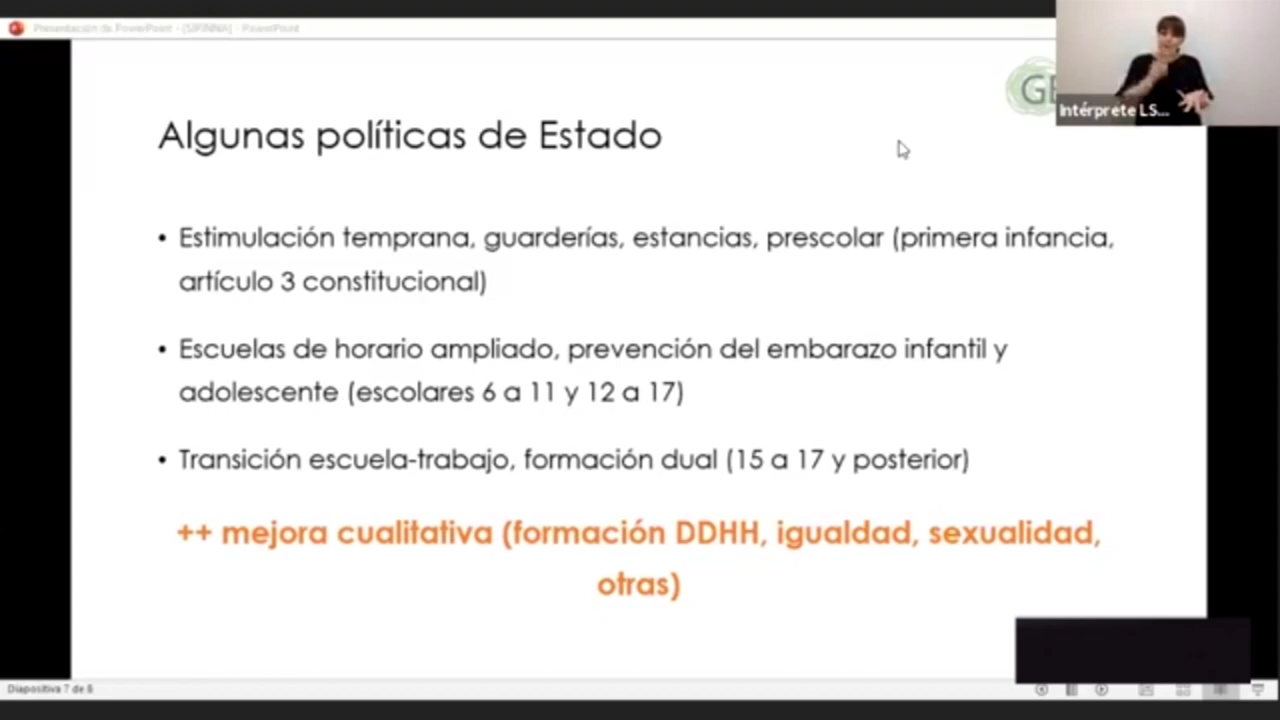 Presentación de PowerPoint - [SIPINNA] - PowerPoint
Intérprete LS...
Algunas políticas de Estado
• Estimulación temprana, guarderías, estancias, prescolar (primera infancia,
artículo 3 constitucional)
• Escuelas de horario ampliado, prevención del embarazo infantil y
adolescente (escolares 6 a 11 y 12 a 17)
• Transición escuela-trabajo, formación dual (15 a 17 y posterior)
++ mejora cualitativa (formación DDHH, igualdad, sexualidad,
otras)
Diapositiva 7 de 8